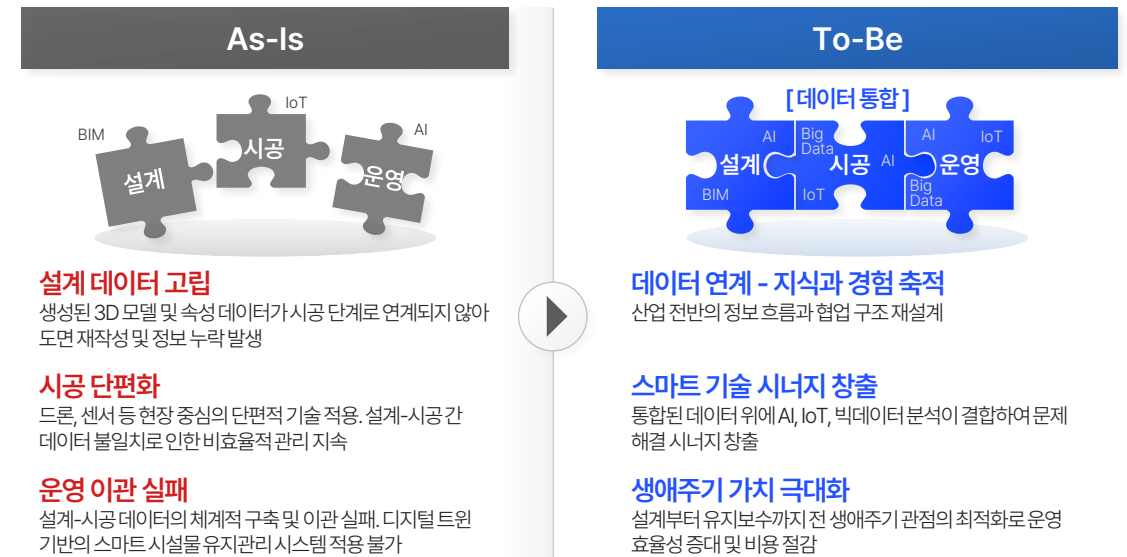 As-Is
BIM
IoT
AI
설계
시공
운영
설계 데이터 고립
생성된 3D 모델 및 속성 데이터가 시공 단계로 연계되지 않아
도면 재작성 및 정보 누락 발생
시공 단편화
드론, 센서 등 현장 중심의 단편적 기술 적용. 설계-시공 간
데이터 불일치로 인한 비효율적 관리 지속
운영 이관 실패
설계-시공 데이터의 체계적 구축 및 이관 실패. 디지털 트윈
기반의 스마트 시설물 유지관리 시스템 적용 불가
To-Be
[ 데이터 통합 ]
AI
Big
Data
AI
IoT
설계
시공
AI
운영
BIM
IoT
Big
Data
데이터 연계 - 지식과 경험 축적
산업 전반의 정보 흐름과 협업 구조 재설계
스마트 기술 시너지 창출
통합된 데이터 위에 AI, IoT, 빅데이터 분석이 결합하여 문제
해결 시너지 창출
생애주기 가치 극대화
설계부터 유지보수까지 전 생애주기 관점의 최적화로 운영
효율성 증대 및 비용 절감